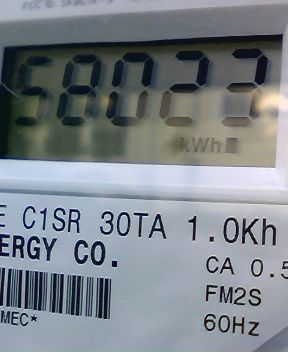 58023
kWh
E C1SR 30TA 1.0Kh
ERGY CO.
CA 0.5
FM2S
MEC*
60Hz